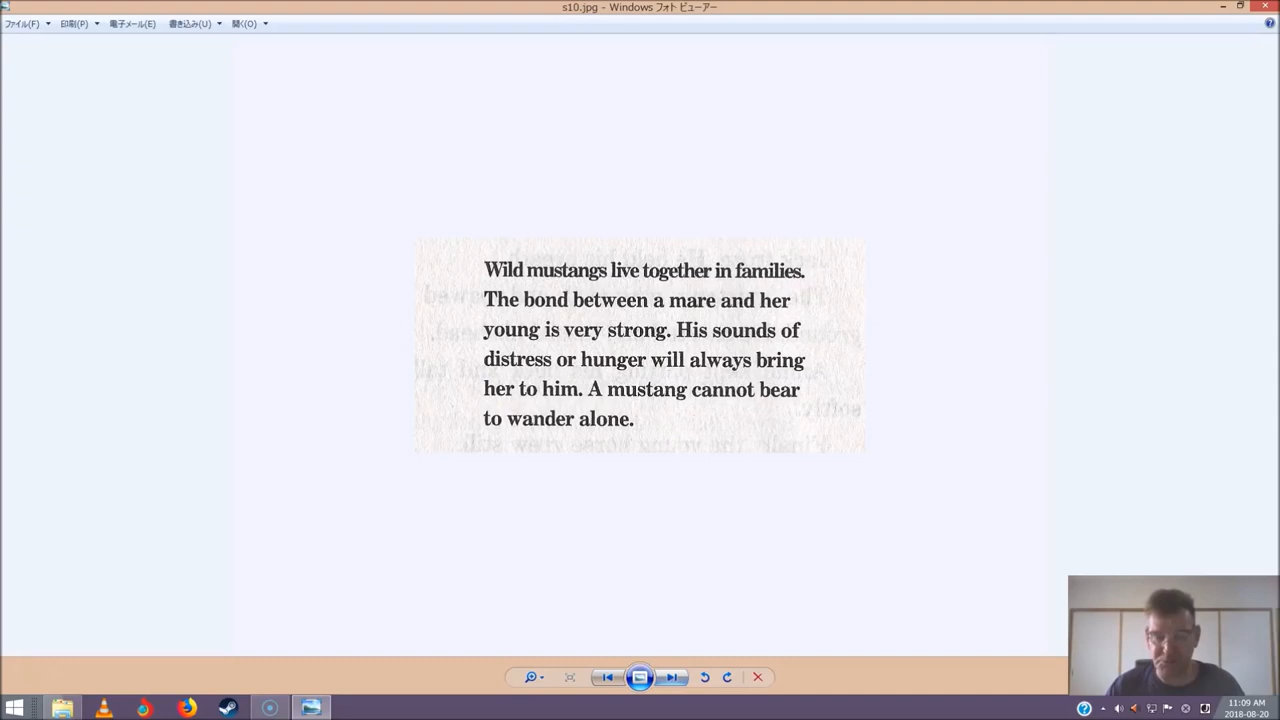 s10.jpg - Windows フォト ビューアー
ファイル(F) 印刷(P) 電子メール(E) 書き込み(U) 開く(O)
Wild mustangs live together in families.
The bond between a mare and her
young is very strong. His sounds of
distress or hunger will always bring
her to him. A mustang cannot bear
to wander alone.
11:09 AM
2018-08-20